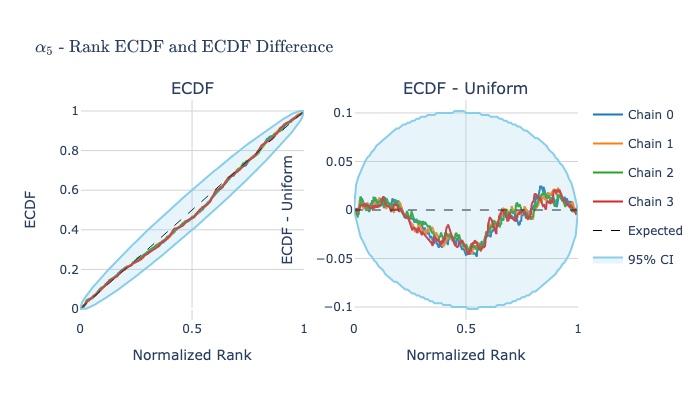 α₅ - Rank ECDF and ECDF Difference
ECDF
ECDF
1
0.8
0.6
0.4
0.2
0
0
0.5
1
Normalized Rank
ECDF - Uniform
ECDF - Uniform
0.1
0.05
0
−0.05
−0.1
0
0.5
1
Normalized Rank
Chain 0
Chain 1
Chain 2
Chain 3
Expected
95% CI